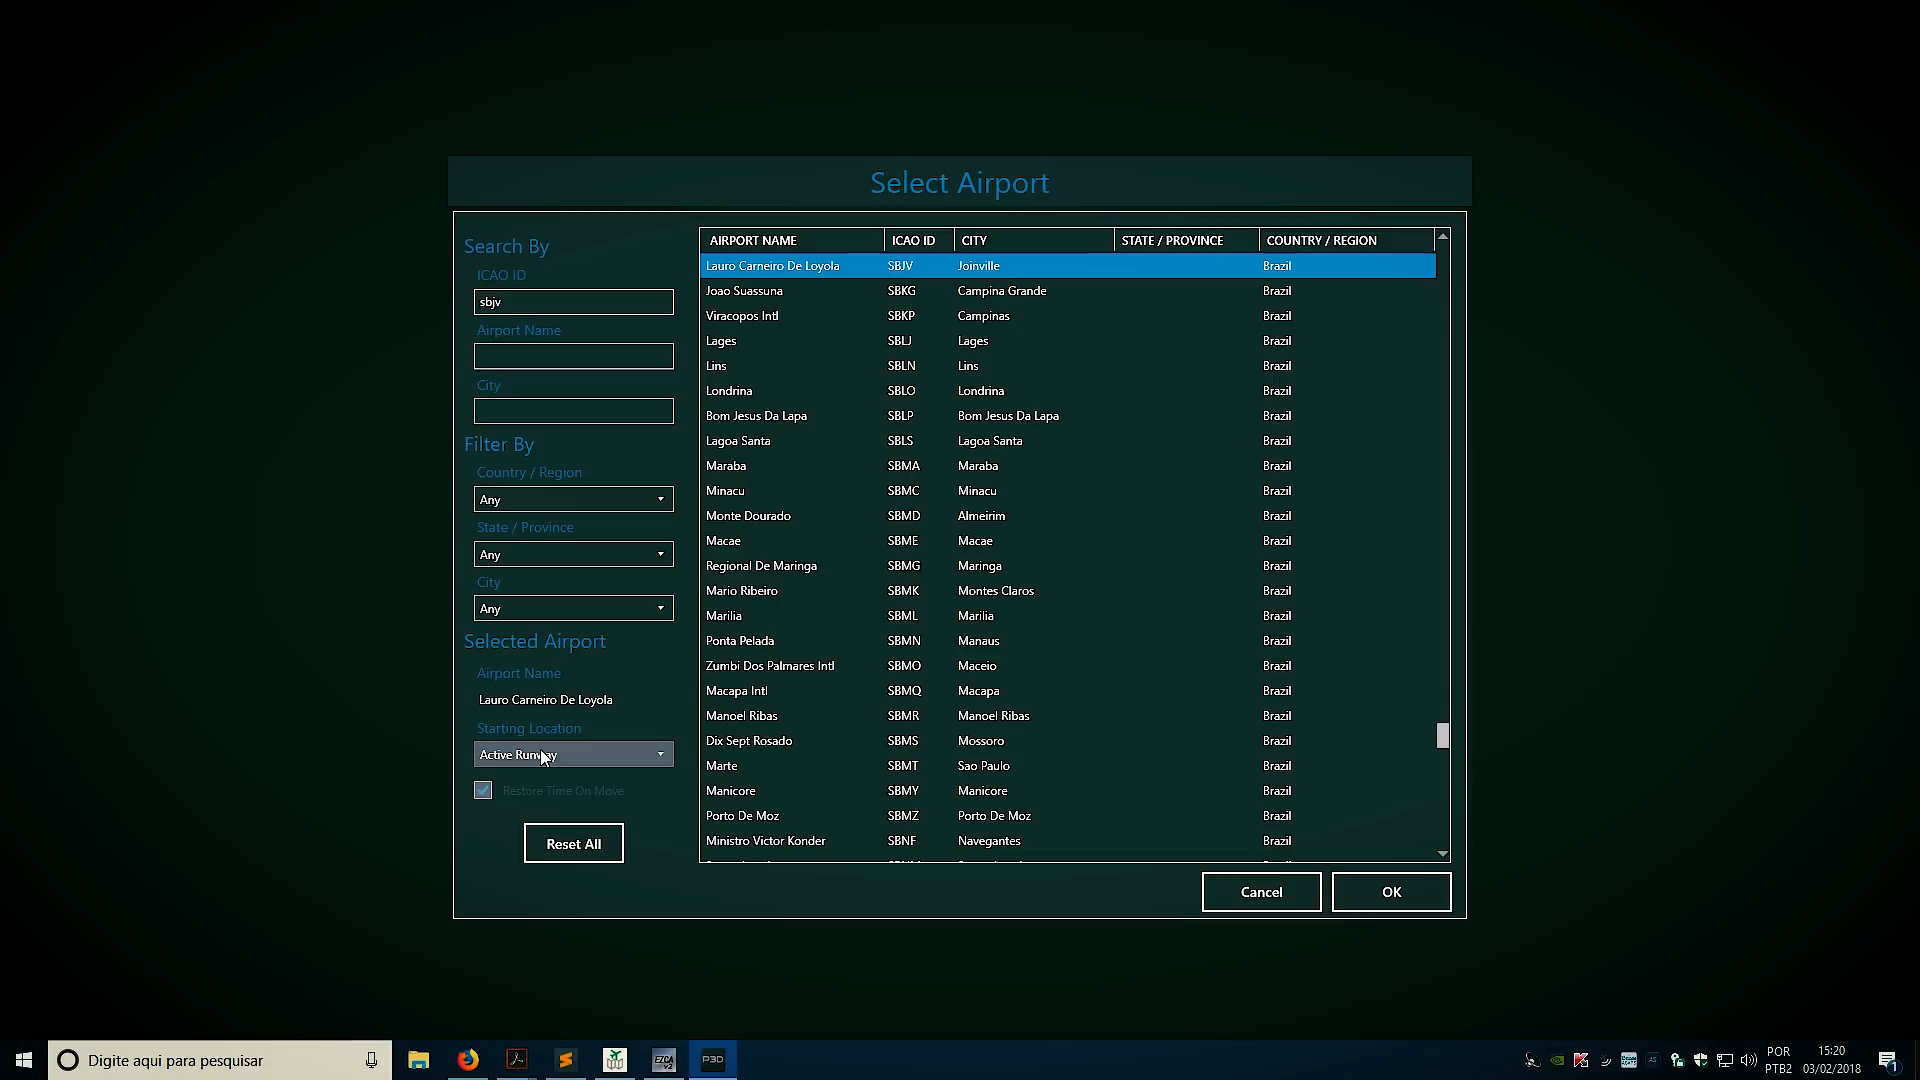 Select Airport
Search By
ICAO ID
sbjv
Airport Name
City
Filter By
Country / Region
Any
State / Province
Any
City
Any
Selected Airport
Airport Name
Lauro Carneiro De Loyola
Starting Location
Active Runway
Restore Time On Move
Reset All
AIRPORT NAME ICAO ID CITY STATE / PROVINCE COUNTRY / REGION
Lauro Carneiro De Loyola SBJV Joinville Brazil
Joao Suassuna SBKG Campina Grande Brazil
Viracopos Intl SBKP Campinas Brazil
Lages SBLJ Lages Brazil
Lins SBLN Lins Brazil
Londrina SBLO Londrina Brazil
Bom Jesus Da Lapa SBLP Bom Jesus Da Lapa Brazil
Lagoa Santa SBLS Lagoa Santa Brazil
Maraba SBMA Maraba Brazil
Minacu SBMC Minacu Brazil
Monte Dourado SBMD Almeirim Brazil
Macae SBME Macae Brazil
Regional De Maringa SBMG Maringa Brazil
Mario Ribeiro SBMK Montes Claros Brazil
Marilia SBML Marilia Brazil
Ponta Pelada SBMN Manaus Brazil
Zumbi Dos Palmares Intl SBMO Maceio Brazil
Macapa Intl SBMQ Macapa Brazil
Manoel Ribas SBMR Manoel Ribas Brazil
Dix Sept Rosado SBMS Mossoro Brazil
Marte SBMT Sao Paulo Brazil
Manicore SBMY Manicore Brazil
Porto De Moz SBMZ Porto De Moz Brazil
Ministro Victor Konder SBNF Navegantes Brazil
Cancel OK
Digite aqui para pesquisar
EZCA v2
P3D
POR
PTB2
15:20
03/02/2018
1